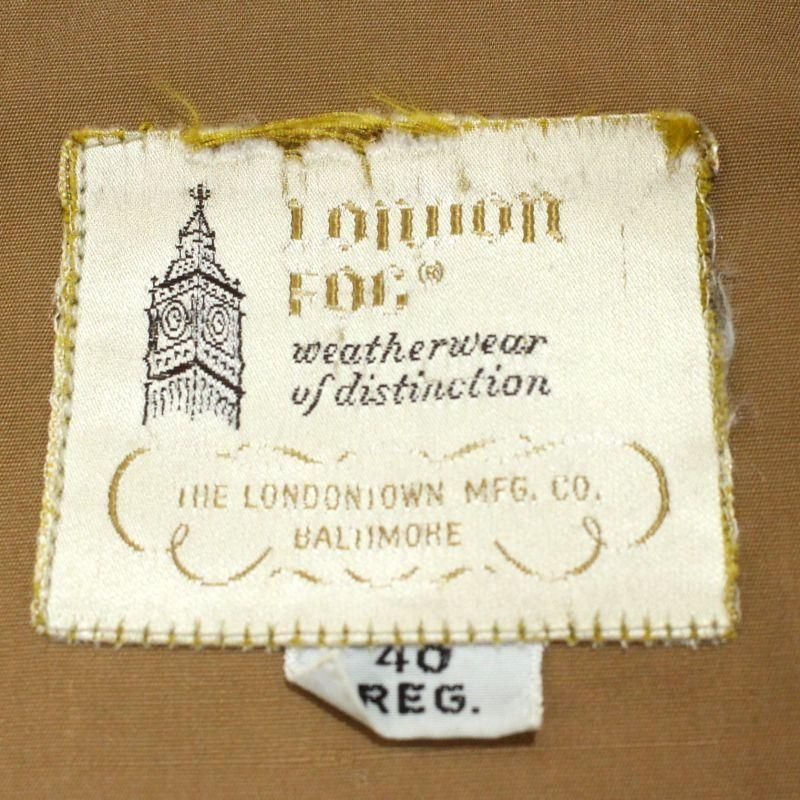 London
Fog®
weatherwear
of distinction
THE LONDONTOWN MFG. CO.
BALTIMORE
40
REG.